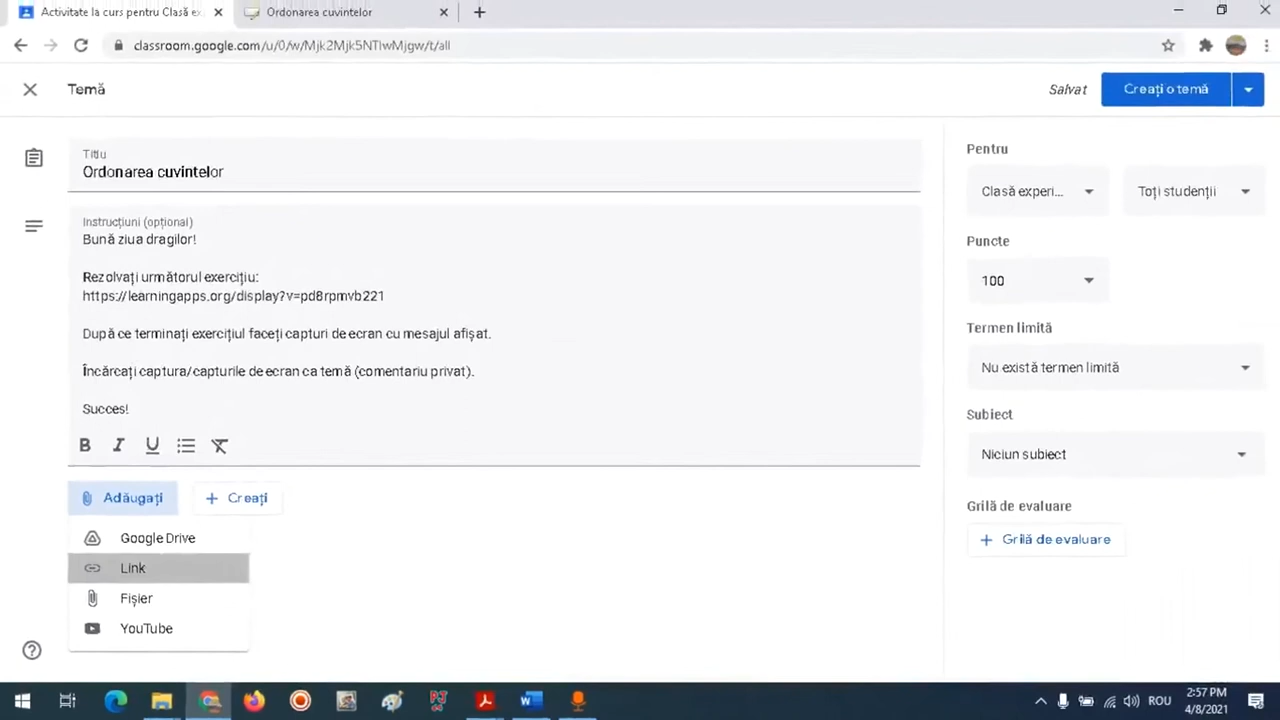 Activitate la curs pentru Clasă ex
Ordonarea cuvintelor
classroom.google.com/u/0/w/Mjk2Mjk5NTIwMjgw/t/all
Temă
Salvat
Creați o temă
Titlu
Ordonarea cuvintelor
Instrucțiuni (opțional)
Bună ziua dragilor!
Rezolvați următorul exercițiu:
https://learningapps.org/display?v=pd8rpmvb221
După ce terminați exercițiul faceți capturi de ecran cu mesajul afișat.
Încărcați captura/capturile de ecran ca temă (comentariu privat).
Succes!
B I U
Adăugați
+ Creați
Google Drive
Link
Fișier
YouTube
Pentru
Clasă experi...
Toți studenții
Puncte
100
Termen limită
Nu există termen limită
Subiect
Niciun subiect
Grilă de evaluare
+ Grilă de evaluare
ROU
2:57 PM
4/8/2021